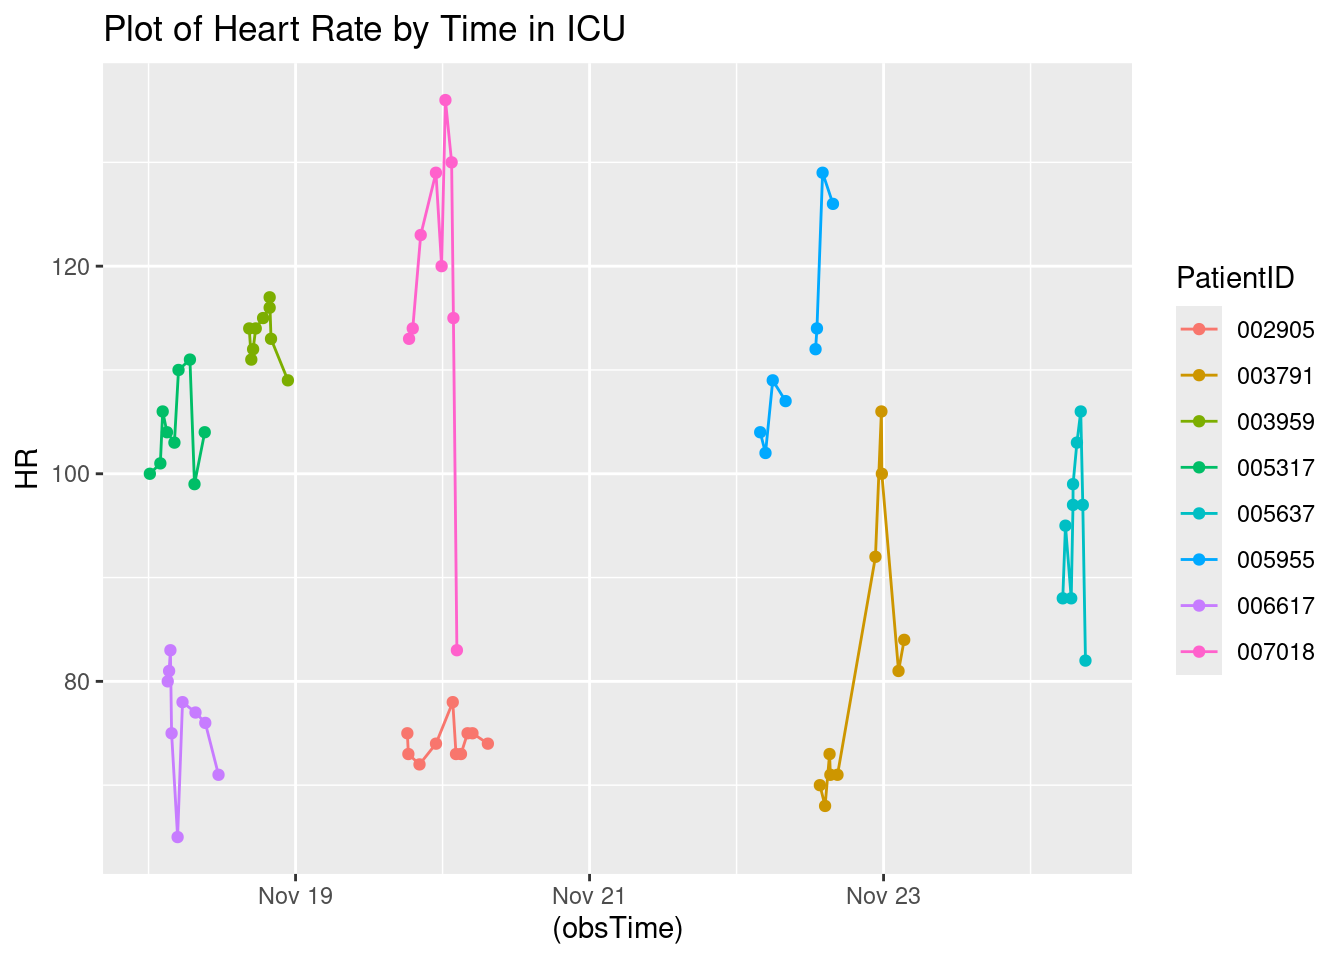 Plot of Heart Rate by Time in ICU
HR
120
100
80
Nov 19
Nov 21
Nov 23
(obsTime)
PatientID
002905
003791
003959
005317
005637
005955
006617
007018